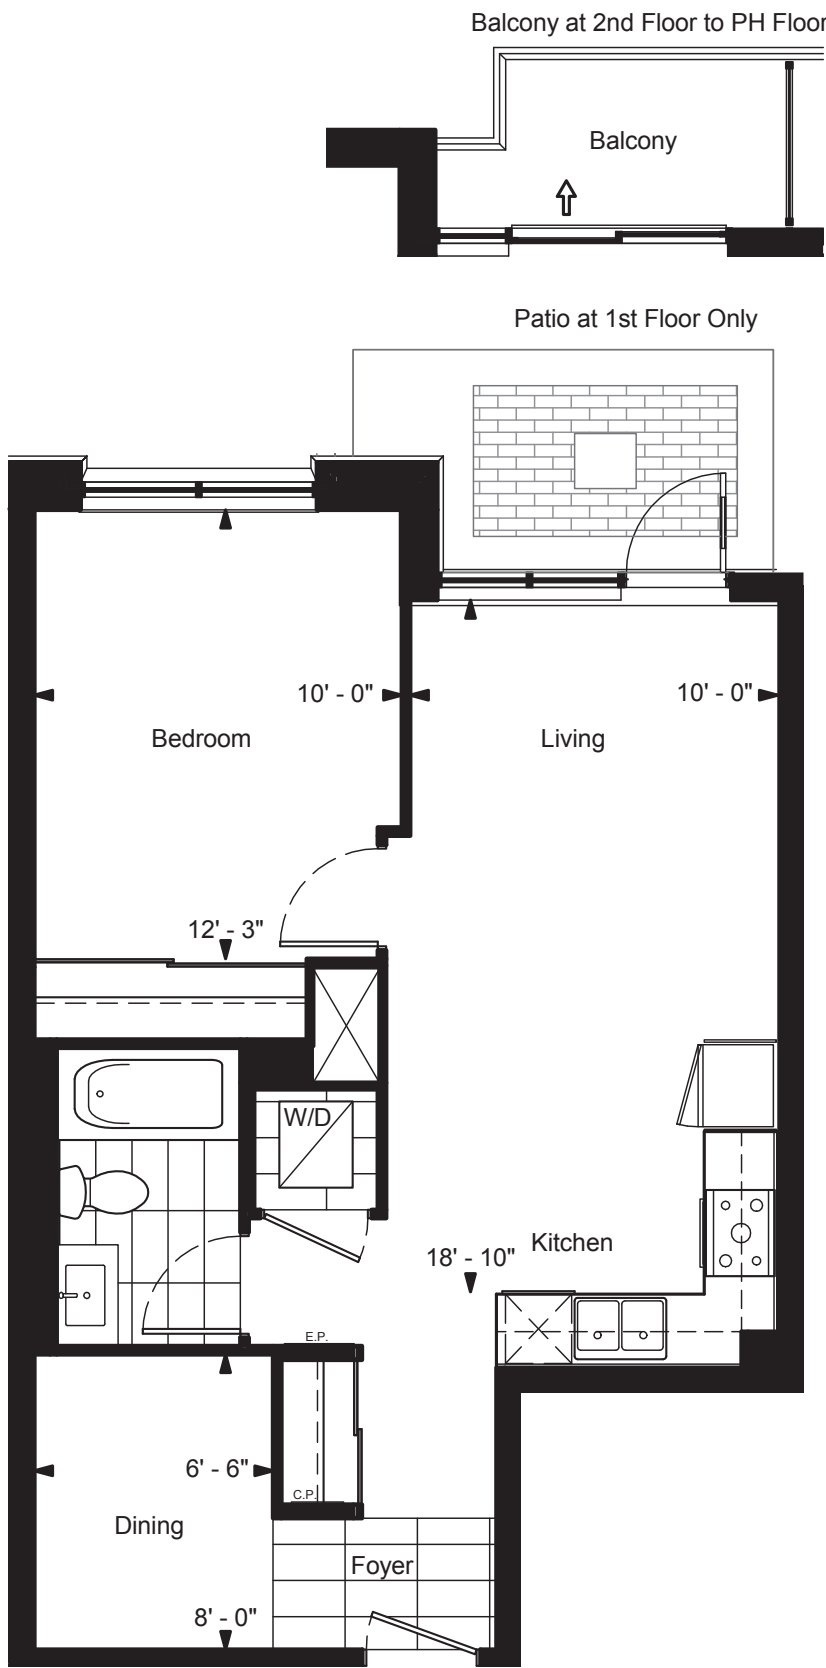 Balcony at 2nd Floor to PH Floor
Balcony
Patio at 1st Floor Only
10' - 0"
10' - 0"
Bedroom
Living
12' - 3"
W/D
Kitchen
18' - 10"
E.P.
6' - 6"
C.P.
Dining
Foyer
8' - 0"